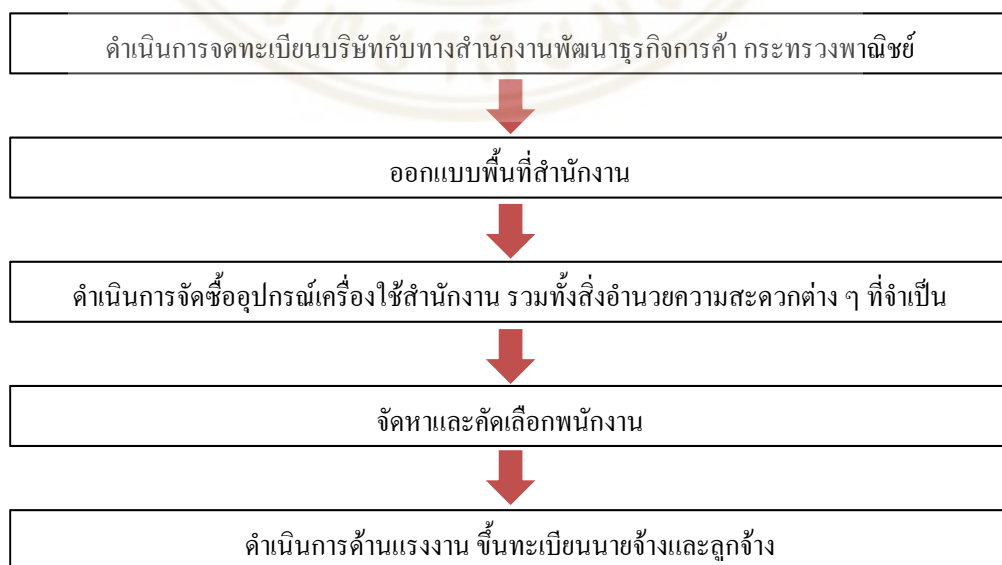 ดำเนินการจดทะเบียนบริษัทกับทางสำนักงานพัฒนาธุรกิจการค้า กระทรวงพาณิชย์
ออกแบบพื้นที่สำนักงาน
ดำเนินการจัดซื้ออุปกรณ์เครื่องใช้สำนักงาน รวมทั้งสิ่งอำนวยความสะดวกต่าง ๆ ที่จำเป็น
จัดหาและคัดเลือกพนักงาน
ดำเนินการด้านแรงงาน ขึ้นทะเบียนนายจ้างและลูกจ้าง